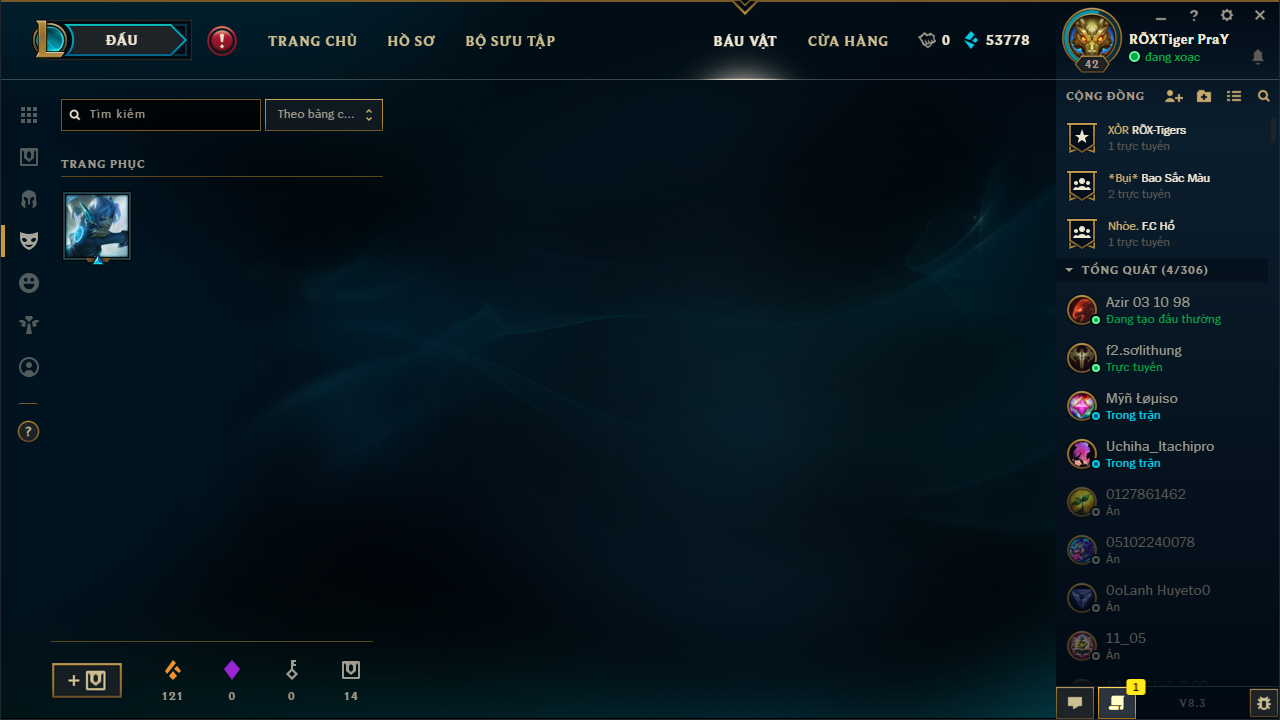 ĐẤU
TRANG CHỦ
HỒ SƠ
BỘ SƯU TẬP
BÁU VẬT
CỬA HÀNG
0
53778
42
RÕXTiger PraY
đang xoạc
Tìm kiếm
Theo bảng c...
TRANG PHỤC
?
121
0
0
14
CỘNG ĐỒNG
XỎR RÕX-Tigers
1 trực tuyến
*Bụi* Bao Sắc Màu
2 trực tuyến
Nhòe. F.C Hổ
1 trực tuyến
TỔNG QUÁT (4/306)
Azir 03 10 98
Đang tạo đấu thường
f2.sơlithung
Trực tuyến
Mỹñ Łøµiso
Trong trận
Uchiha_Itachipro
Trong trận
0127861462
Ẩn
05102240078
Ẩn
0oLanh Huyeto0
Ẩn
11_05
Ẩn
1
V8.3